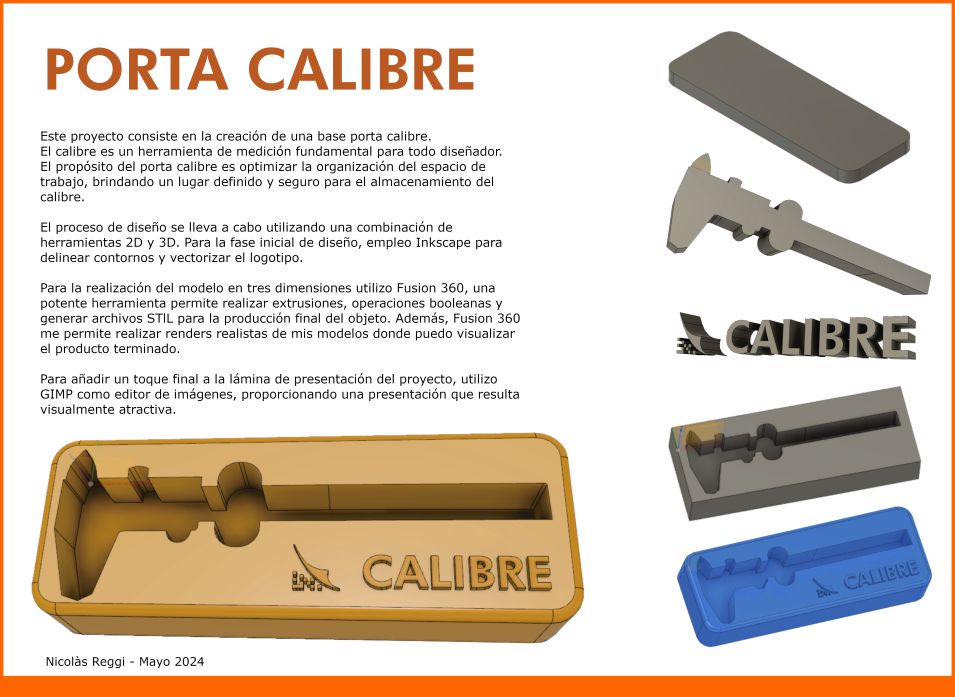 PORTA CALIBRE
Este proyecto consiste en la creación de una base porta calibre.
El calibre es un herramienta de medición fundamental para todo diseñador.
El propósito del porta calibre es optimizar la organización del espacio de
trabajo, brindando un lugar definido y seguro para el almacenamiento del
calibre.
El proceso de diseño se lleva a cabo utilizando una combinación de
herramientas 2D y 3D. Para la fase inicial de diseño, empleo Inkscape para
delinear contornos y vectorizar el logotipo.
Para la realización del modelo en tres dimensiones utilizo Fusion 360, una
potente herramienta permite realizar extrusiones, operaciones booleanas y
generar archivos STlL para la producción final del objeto. Además, Fusion 360
me permite realizar renders realistas de mis modelos donde puedo visualizar
el producto terminado.
Para añadir un toque final a la lámina de presentación del proyecto, utilizo
GIMP como editor de imágenes, proporcionando una presentación que resulta
visualmente atractiva.
CALIBRE
CALIBRE
CALIBRE
Nicolàs Reggi - Mayo 2024